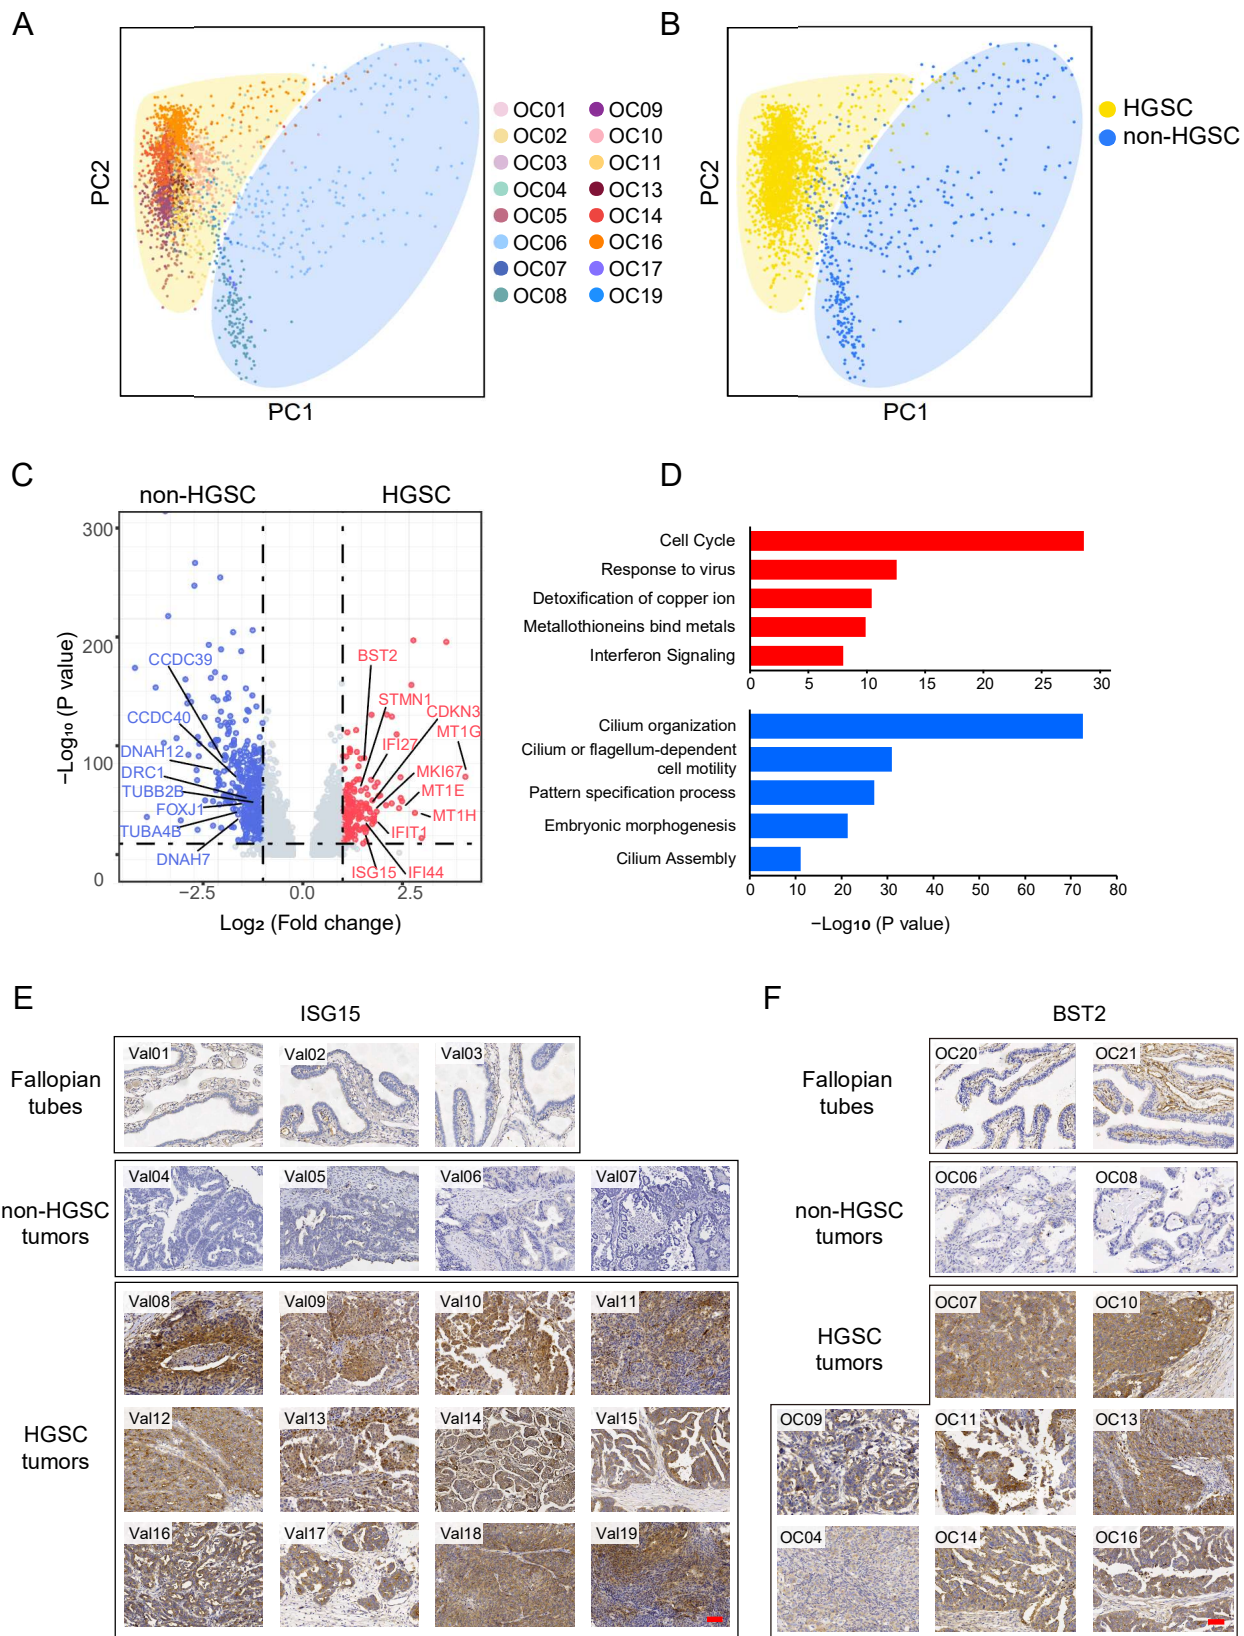 A
PC2
PC1
OC01
OC02
OC03
OC04
OC05
OC06
OC07
OC08
OC09
OC10
OC11
OC13
OC14
OC16
OC17
OC19
B
PC2
PC1
HGSC
non-HGSC
C
non-HGSC
HGSC
−Log₁₀ (P value)
300
200
100
0
−2.5
0.0
2.5
Log₂ (Fold change)
CCDC39
CCDC40
DNAH12
DRC1
TUBB2B
FOXJ1
TUBA4B
DNAH7
BST2
STMN1
CDKN3
MT1G
IFI27
MKI67
MT1E
MT1H
IFIT1
ISG15
IFI44
D
Cell Cycle
Response to virus
Detoxification of copper ion
Metallothioneins bind metals
Interferon Signaling
0 5 10 15 20 25 30
Cilium organization
Cilium or flagellum-dependent
cell motility
Pattern specification process
Embryonic morphogenesis
Cilium Assembly
0 10 20 30 40 50 60 70 80
−Log₁₀ (P value)
E
ISG15
Fallopian
tubes
Val01
Val02
Val03
non-HGSC
tumors
Val04
Val05
Val06
Val07
HGSC
tumors
Val08
Val09
Val10
Val11
Val12
Val13
Val14
Val15
Val16
Val17
Val18
Val19
F
BST2
Fallopian
tubes
OC20
OC21
non-HGSC
tumors
OC06
OC08
HGSC
tumors
OC07
OC10
OC09
OC11
OC13
OC04
OC14
OC16